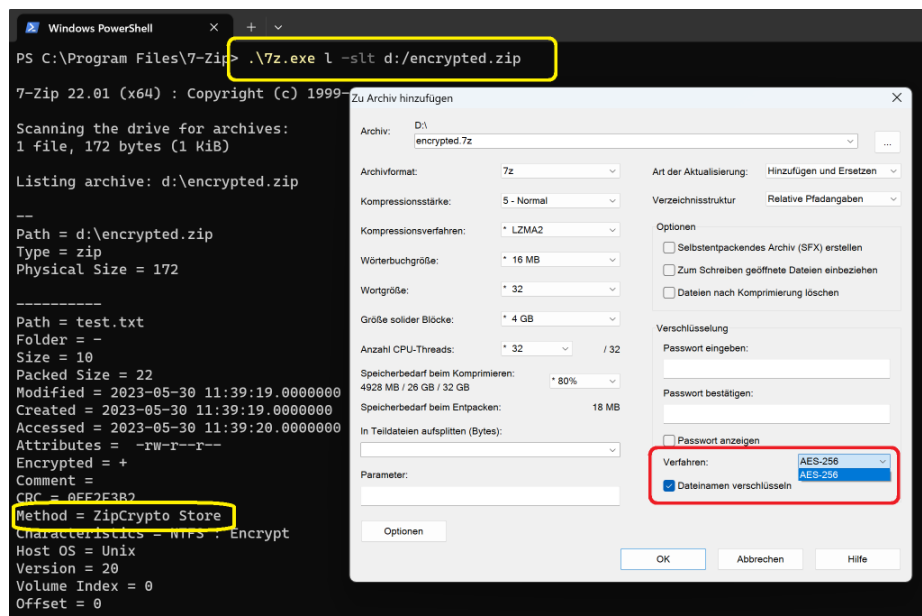 Windows PowerShell
PS C:\Program Files\7-Zip> .\7z.exe l -slt d:/encrypted.zip
7-Zip 22.01 (x64) : Copyright (c) 1999-
Scanning the drive for archives:
1 file, 172 bytes (1 KiB)
Listing archive: d:\encrypted.zip
--
Path = d:\encrypted.zip
Type = zip
Physical Size = 172
----------
Path = test.txt
Folder = -
Size = 10
Packed Size = 22
Modified = 2023-05-30 11:39:19.0000000
Created = 2023-05-30 11:39:19.0000000
Accessed = 2023-05-30 11:39:20.0000000
Attributes =  -rw-r--r--
Encrypted = +
Comment =
CRC = 0EF2F3B2
Method = ZipCrypto Store
Characteristics = NTFS : Encrypt
Host OS = Unix
Version = 20
Volume Index = 0
Offset = 0
Zu Archiv hinzufügen
Archiv:
D:\
encrypted.7z
...
Archivformat:
7z
Kompressionsstärke:
5 - Normal
Kompressionsverfahren:
* LZMA2
Wörterbuchgröße:
* 16 MB
Wortgröße:
* 32
Größe solider Blöcke:
* 4 GB
Anzahl CPU-Threads:
* 32
/ 32
Speicherbedarf beim Komprimieren:
4928 MB / 26 GB / 32 GB
* 80%
Speicherbedarf beim Entpacken:
18 MB
In Teildateien aufsplitten (Bytes):
Parameter:
Optionen
Art der Aktualisierung:
Hinzufügen und Ersetzen
Verzeichnisstruktur
Relative Pfadangaben
Optionen
Selbstentpackendes Archiv (SFX) erstellen
Zum Schreiben geöffnete Dateien einbeziehen
Dateien nach Komprimierung löschen
Verschlüsselung
Passwort eingeben:
Passwort bestätigen:
Passwort anzeigen
Verfahren:
AES-256
AES-256
Dateinamen verschlüsseln
OK
Abbrechen
Hilfe